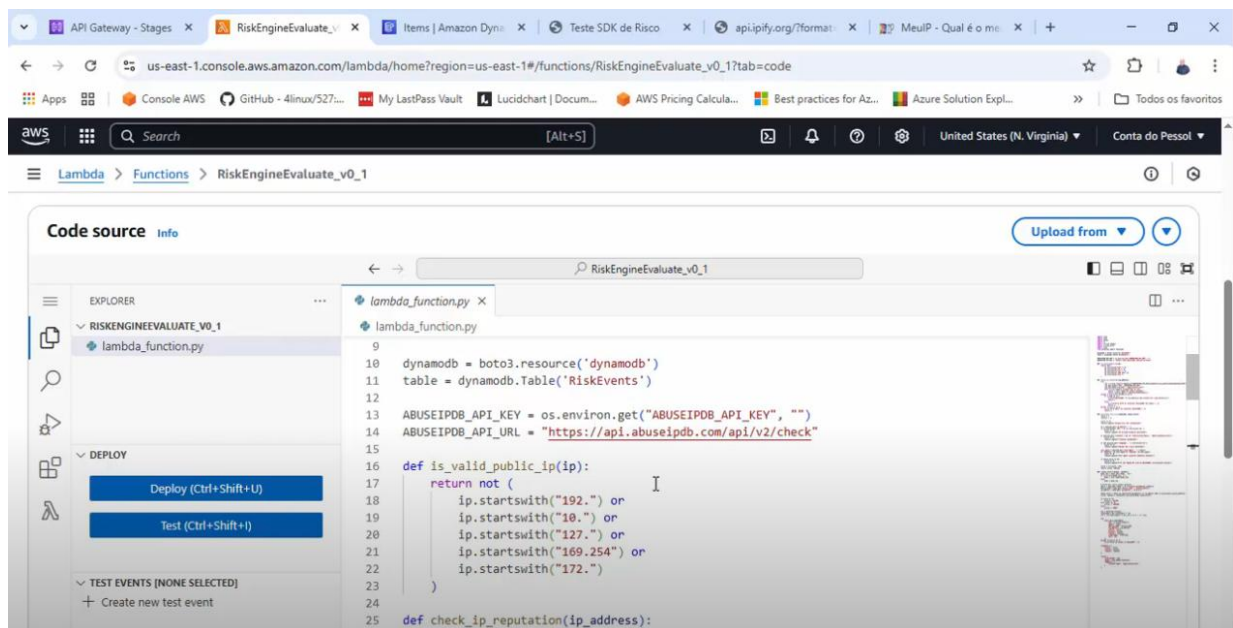 API Gateway - Stages
RiskEngineEvaluate_v
Items | Amazon Dyna
Teste SDK de Risco
api.ipify.org/?format
MeuIP - Qual é o me
us-east-1.console.aws.amazon.com/lambda/home?region=us-east-1#/functions/RiskEngineEvaluate_v0_1?tab=code
Apps
Console AWS
GitHub - 4linux/527:...
My LastPass Vault
Lucidchart | Docum...
AWS Pricing Calcula...
Best practices for Az...
Azure Solution Expl...
»
Todos os favoritos
aws
Search
[Alt+S]
United States (N. Virginia)
Conta do Pessol
Lambda > Functions > RiskEngineEvaluate_v0_1
Code source Info
Upload from
RiskEngineEvaluate_v0_1
EXPLORER ...
RISKENGINEEVALUATE_V0_1
lambda_function.py
DEPLOY
Deploy (Ctrl+Shift+U)
Test (Ctrl+Shift+I)
TEST EVENTS [NONE SELECTED]
+ Create new test event
lambda_function.py
lambda_function.py
9
10 dynamodb = boto3.resource('dynamodb')
11 table = dynamodb.Table('RiskEvents')
12
13 ABUSEIPDB_API_KEY = os.environ.get("ABUSEIPDB_API_KEY", "")
14 ABUSEIPDB_API_URL = "https://api.abuseipdb.com/api/v2/check"
15
16 def is_valid_public_ip(ip):
17 return not (
18 ip.startswith("192.") or
19 ip.startswith("10.") or
20 ip.startswith("127.") or
21 ip.startswith("169.254") or
22 ip.startswith("172.")
23 )
24
25 def check_ip_reputation(ip_address):